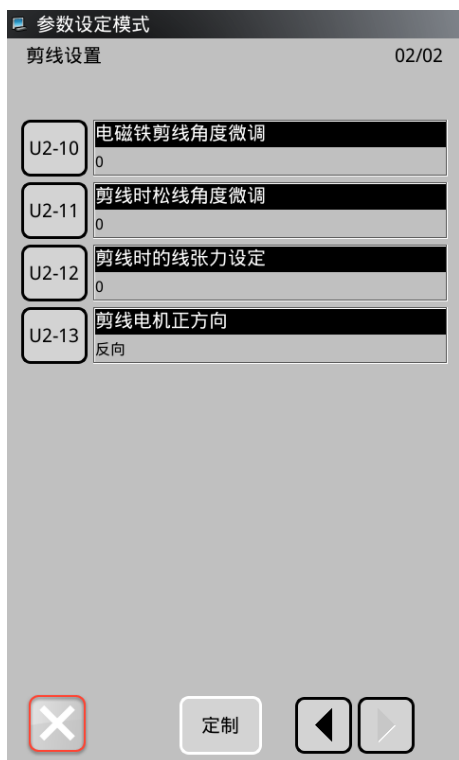 参数设定模式
剪线设置 02/02
U2-10 电磁铁剪线角度微调
0
U2-11 剪线时松线角度微调
0
U2-12 剪线时的线张力设定
0
U2-13 剪线电机正方向
反向
定制